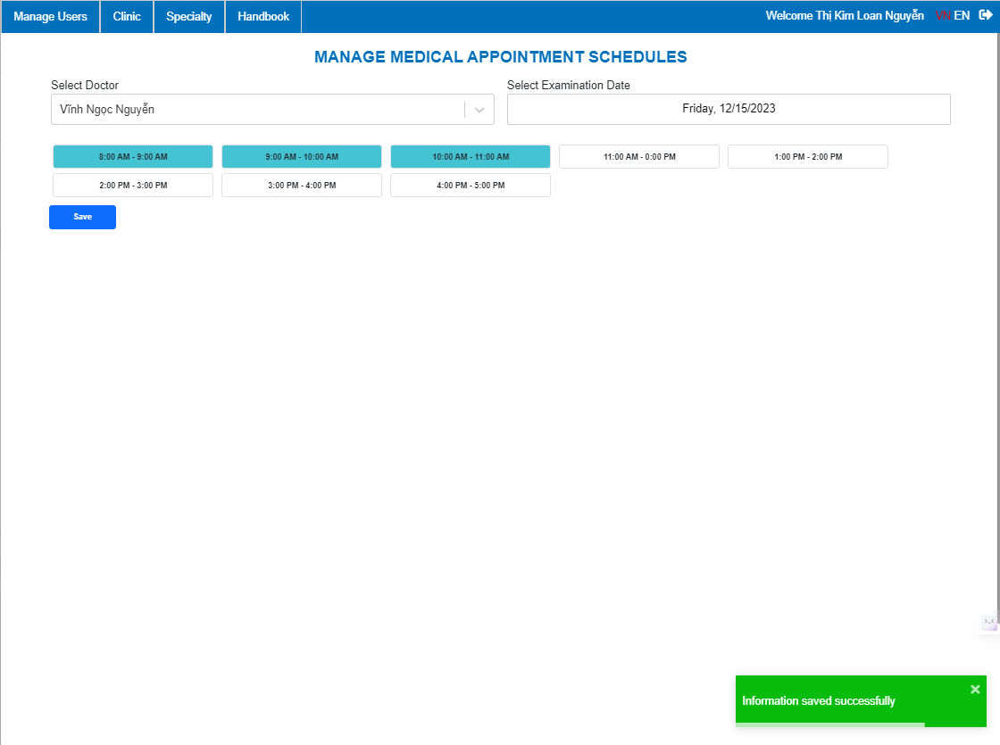 Manage Users Clinic Specialty Handbook Welcome Thị Kim Loan Nguyễn VN EN
MANAGE MEDICAL APPOINTMENT SCHEDULES
Select Doctor Select Examination Date
Vĩnh Ngọc Nguyễn Friday, 12/15/2023
8:00 AM - 9:00 AM 9:00 AM - 10:00 AM 10:00 AM - 11:00 AM 11:00 AM - 0:00 PM 1:00 PM - 2:00 PM
2:00 PM - 3:00 PM 3:00 PM - 4:00 PM 4:00 PM - 5:00 PM
Save
Information saved successfully